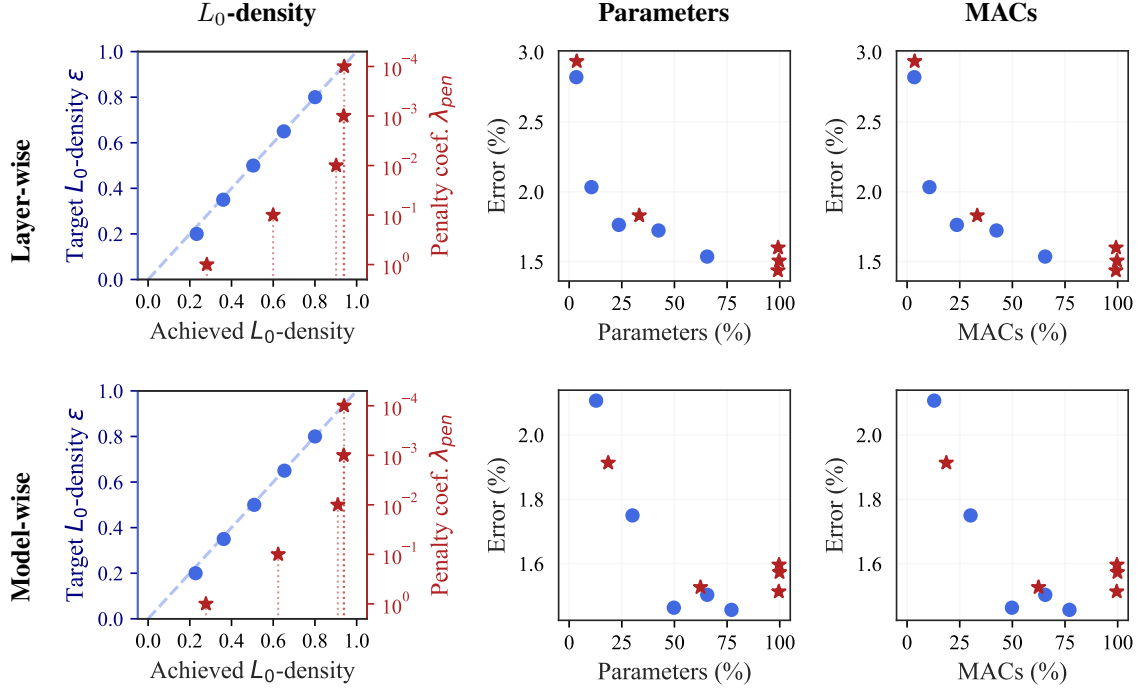 L₀-density
Parameters
MACs
Layer-wise
Target L₀-density ε
1.0
0.8
0.6
0.4
0.2
0.0
0.0 0.2 0.4 0.6 0.8 1.0
Achieved L₀-density
10⁻⁴
10⁻³
10⁻²
10⁻¹
10⁰
Penalty coef. λpen
Error (%)
3.0
2.5
2.0
1.5
0 25 50 75 100
Parameters (%)
Error (%)
3.0
2.5
2.0
1.5
0 25 50 75 100
MACs (%)
Model-wise
Target L₀-density ε
1.0
0.8
0.6
0.4
0.2
0.0
0.0 0.2 0.4 0.6 0.8 1.0
Achieved L₀-density
10⁻⁴
10⁻³
10⁻²
10⁻¹
10⁰
Penalty coef. λpen
Error (%)
2.0
1.8
1.6
0 25 50 75 100
Parameters (%)
Error (%)
2.0
1.8
1.6
0 25 50 75 100
MACs (%)